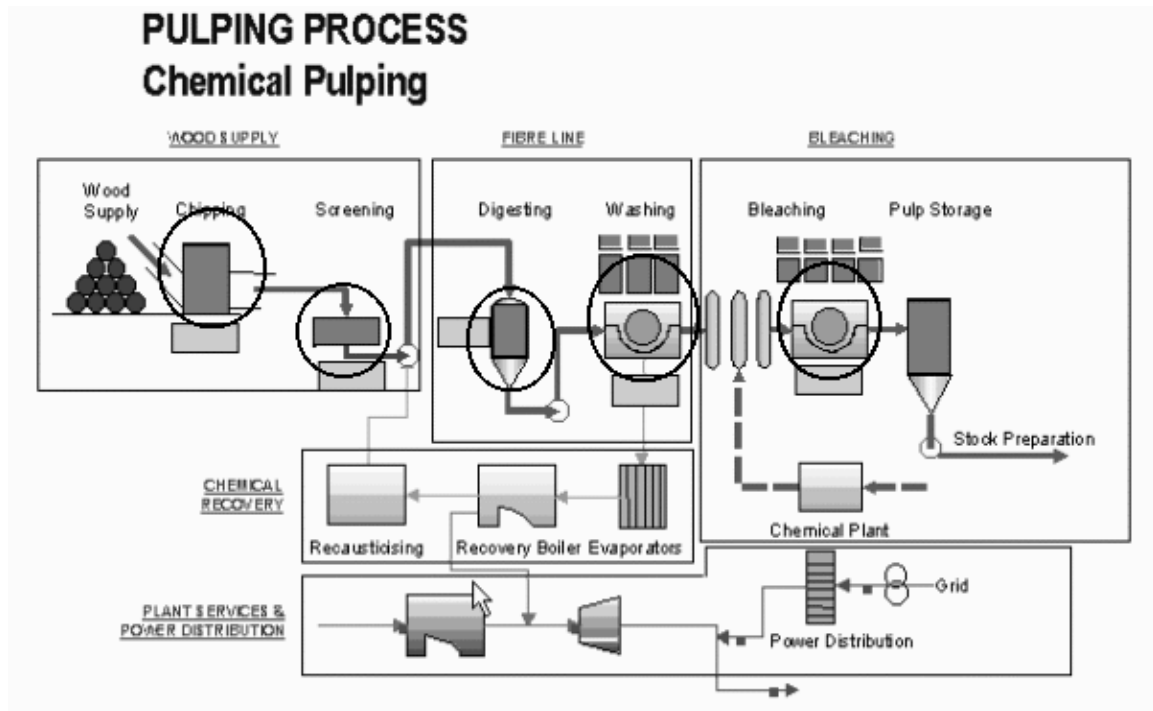 PULPING PROCESS
Chemical Pulping
WOOD SUPPLY
FIBRE LINE
BLEACHING
Wood
Supply
Chipping
Screening
Digesting
Washing
Bleaching
Pulp Storage
Stock Preparation
CHEMICAL
RECOVERY
Recausticising
Recovery Boiler
Evaporators
Chemical Plant
PLANT SERVICES &
POWER DISTRIBUTION
Grid
Power Distribution